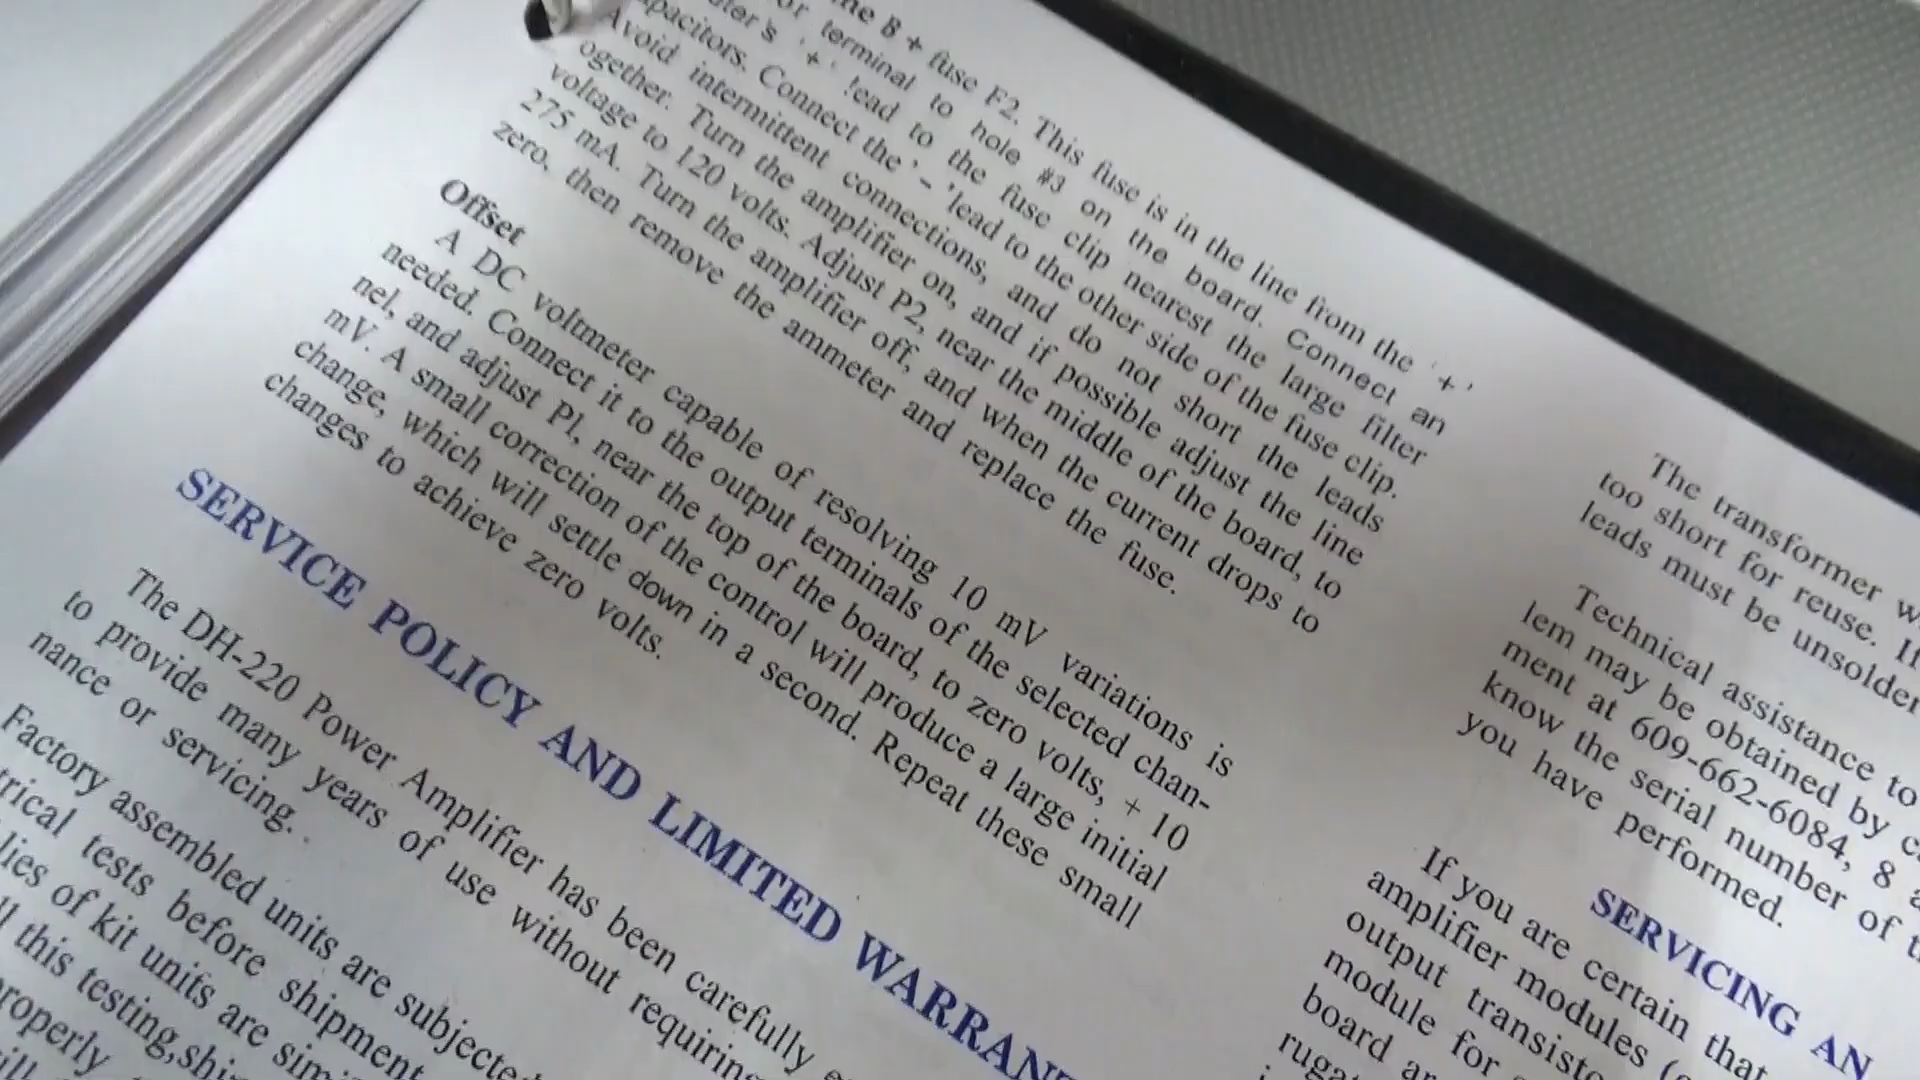 he B + fuse F2. This fuse is in the line from the '+'
or terminal to hole #3 on the board. Connect an
ter's '+' lead to the fuse clip nearest the large filter
pacitors. Connect the '-' lead to the other side of the fuse clip.
Avoid intermittent connections, and do not short the leads
ogether. Turn the amplifier on, and if possible adjust the line
voltage to 120 volts. Adjust P2, near the middle of the board, to
275 mA. Turn the amplifier off, and when the current drops to
zero, then remove the ammeter and replace the fuse.
Offset
A DC voltmeter capable of resolving 10 mV variations is
needed. Connect it to the output terminals of the selected chan-
nel, and adjust P1, near the top of the board, to zero volts, + 10
mV. A small correction of the control will produce a large initial
change, which will settle down in a second. Repeat these small
changes to achieve zero volts.
SERVICE POLICY AND LIMITED WARRAN
The DH-220 Power Amplifier has been carefully
to provide many years of use without requiring
nance or servicing.
Factory assembled units are subjected
trical tests before shipment
lies of kit units are sim
this testing, shi
roperly
The transformer w
too short for reuse. If
leads must be unsolder
Technical assistance to
lem may be obtained by c
ment at 609-662-6084, 8 a
know the serial number of t
you have performed.
SERVICING AN
If you are certain that
amplifier modules (
output transist
module for
board ar
ruga